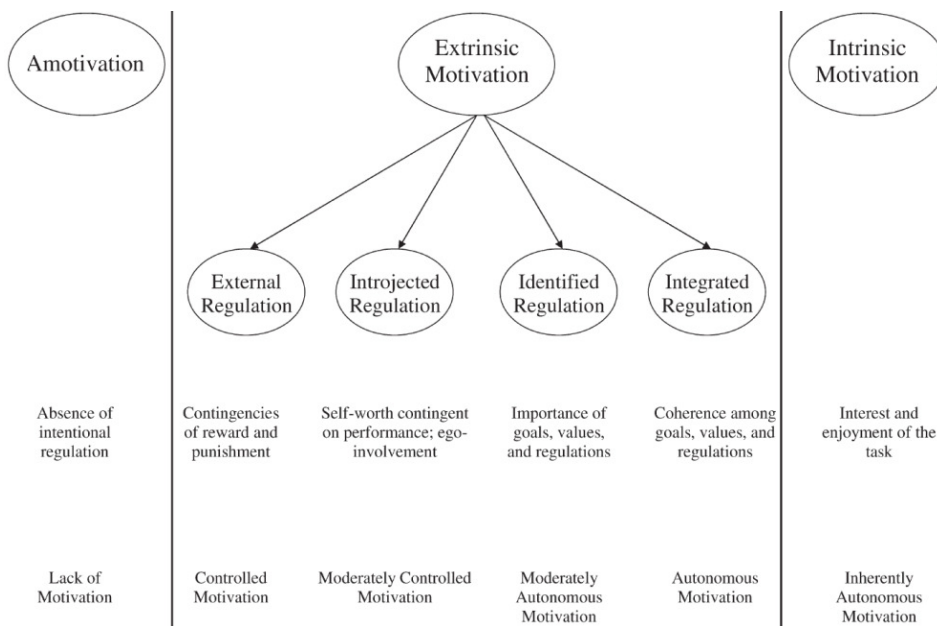 Amotivation
Extrinsic
Motivation
Intrinsic
Motivation
External
Regulation
Introjected
Regulation
Identified
Regulation
Integrated
Regulation
Absence of
intentional
regulation
Contingencies
of reward and
punishment
Self-worth contingent
on performance; ego-
involvement
Importance of
goals, values,
and regulations
Coherence among
goals, values, and
regulations
Interest and
enjoyment of the
task
Lack of
Motivation
Controlled
Motivation
Moderately Controlled
Motivation
Moderately
Autonomous
Motivation
Autonomous
Motivation
Inherently
Autonomous
Motivation